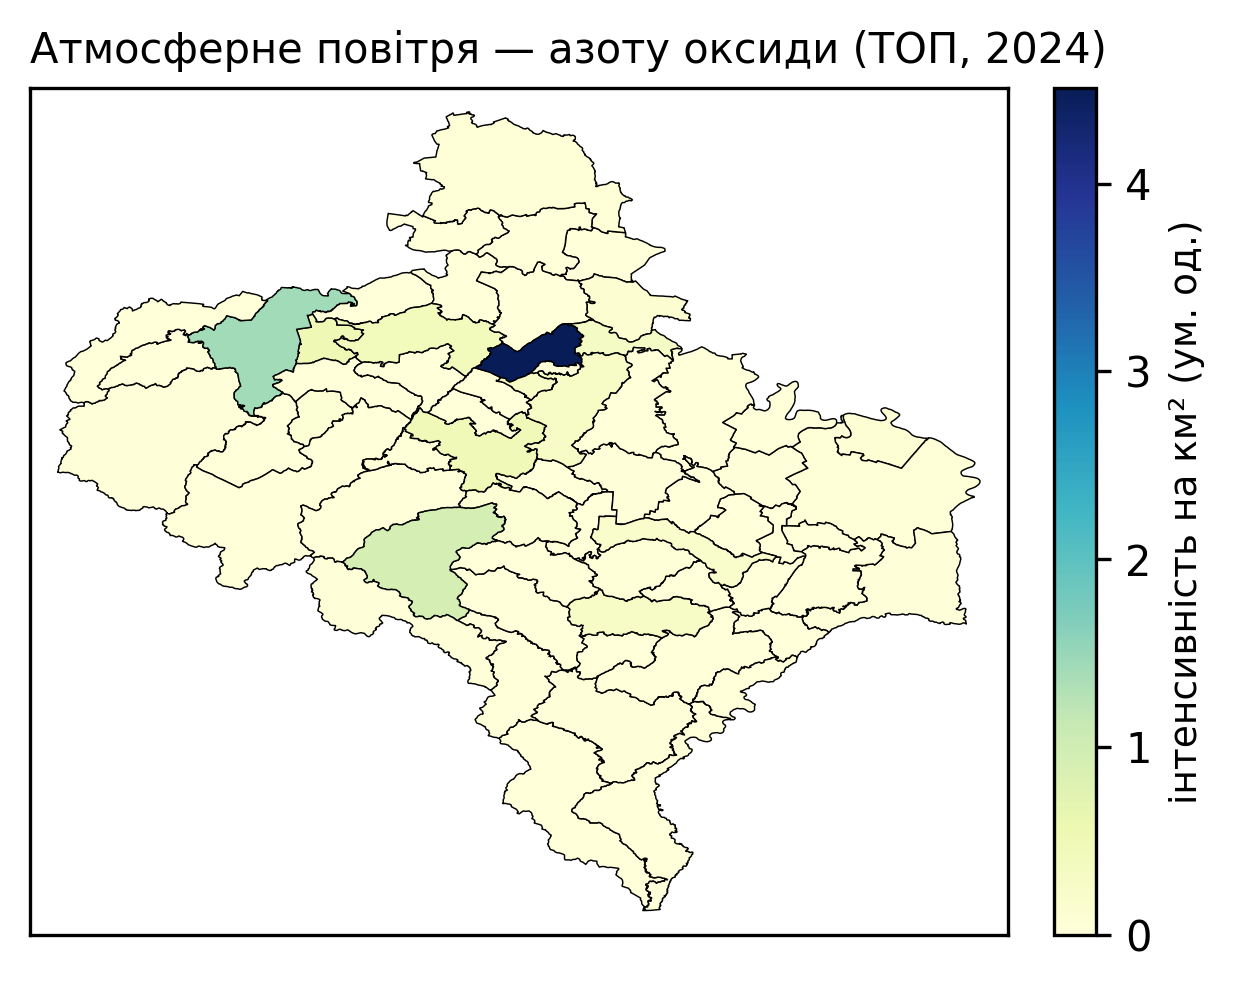 Атмосферне повітря — азоту оксиди (ТОП, 2024)
4
3
2
1
0
інтенсивність на км² (ум. од.)